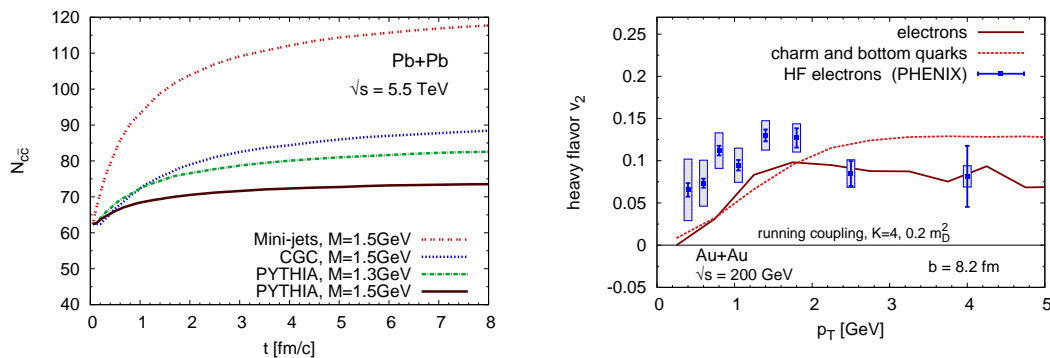 120
110
100
90
80
70
60
50
40
N_{cc̄}
0
1
2
3
4
5
6
7
8
t [fm/c]
Pb+Pb
√s = 5.5 TeV
Mini-jets, M=1.5GeV
CGC, M=1.5GeV
PYTHIA, M=1.3GeV
PYTHIA, M=1.5GeV
0.25
0.2
0.15
0.1
0.05
0
-0.05
heavy flavor v₂
0
1
2
3
4
5
p_T [GeV]
electrons
charm and bottom quarks
HF electrons (PHENIX)
running coupling, K=4, 0.2 m_D^2
Au+Au
√s = 200 GeV
b = 8.2 fm